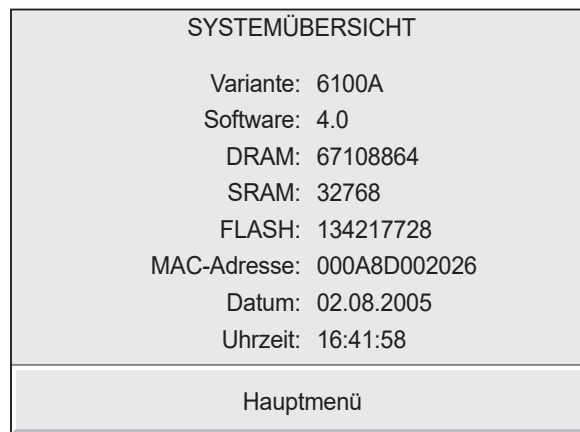 SYSTEMÜBERSICHT
Variante: 6100A
Software: 4.0
DRAM: 67108864
SRAM: 32768
FLASH: 134217728
MAC-Adresse: 000A8D002026
Datum: 02.08.2005
Uhrzeit: 16:41:58
Hauptmenü